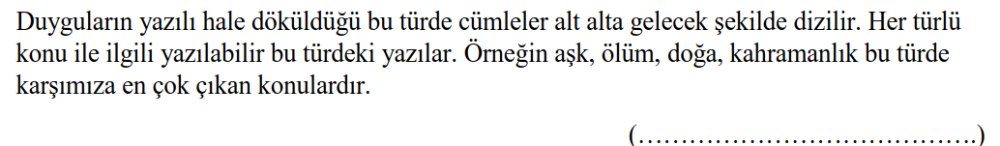 Duyguların yazılı hale döküldüğü bu türde cümleler alt alta gelecek şekilde dizilir. Her türlü
konu ile ilgili yazılabilir bu türdeki yazılar. Örneğin aşk, ölüm, doğa, kahramanlık bu türde
karşımıza en çok çıkan konulardır.
(…………………………………..)